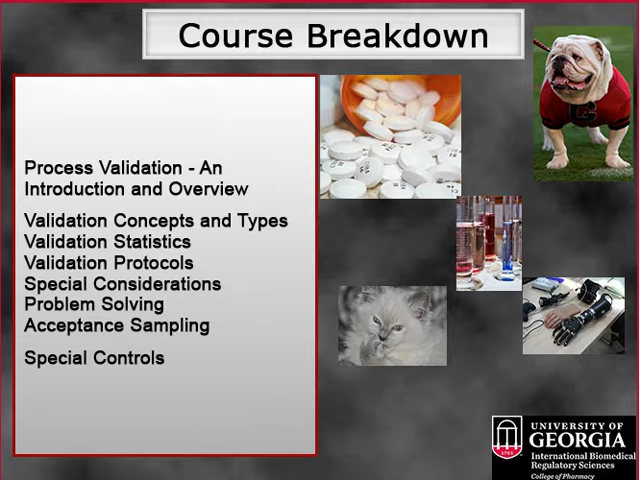 Course Breakdown
Process Validation - An
Introduction and Overview
Validation Concepts and Types
Validation Statistics
Validation Protocols
Special Considerations
Problem Solving
Acceptance Sampling
Special Controls
G
1785
UNIVERSITY OF
GEORGIA
International Biomedical
Regulatory Sciences
College of Pharmacy